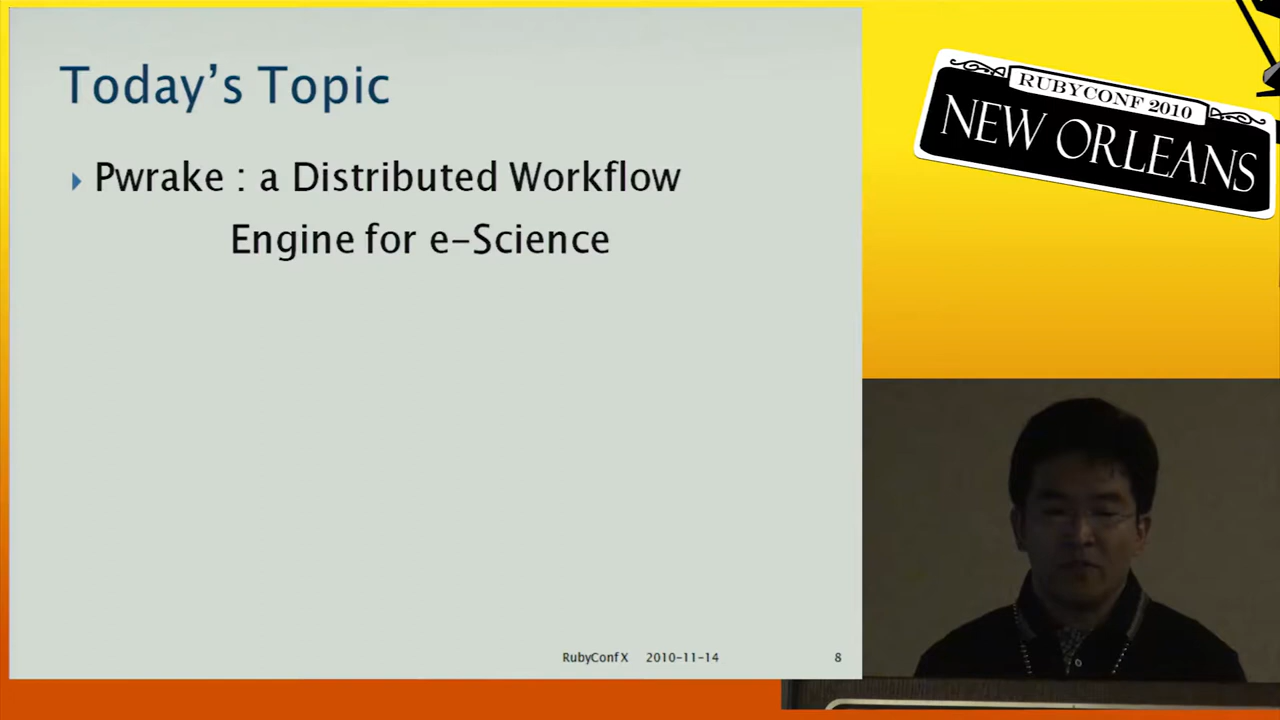 Today's Topic
Pwrake : a Distributed Workflow
Engine for e-Science
RubyConf X 2010-11-14 8
RUBYCONF 2010
NEW ORLEANS